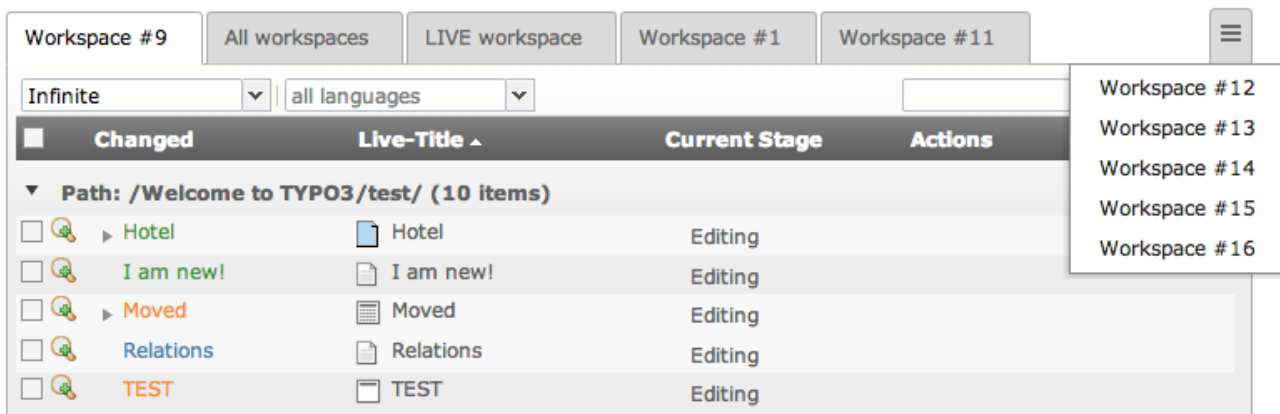 Workspace #9 All workspaces LIVE workspace Workspace #1 Workspace #11
Infinite all languages
Workspace #12
Workspace #13
Workspace #14
Workspace #15
Workspace #16
Changed Live-Title Current Stage Actions
Path: /Welcome to TYPO3/test/ (10 items)
Hotel Hotel Editing
I am new! I am new! Editing
Moved Moved Editing
Relations Relations Editing
TEST TEST Editing